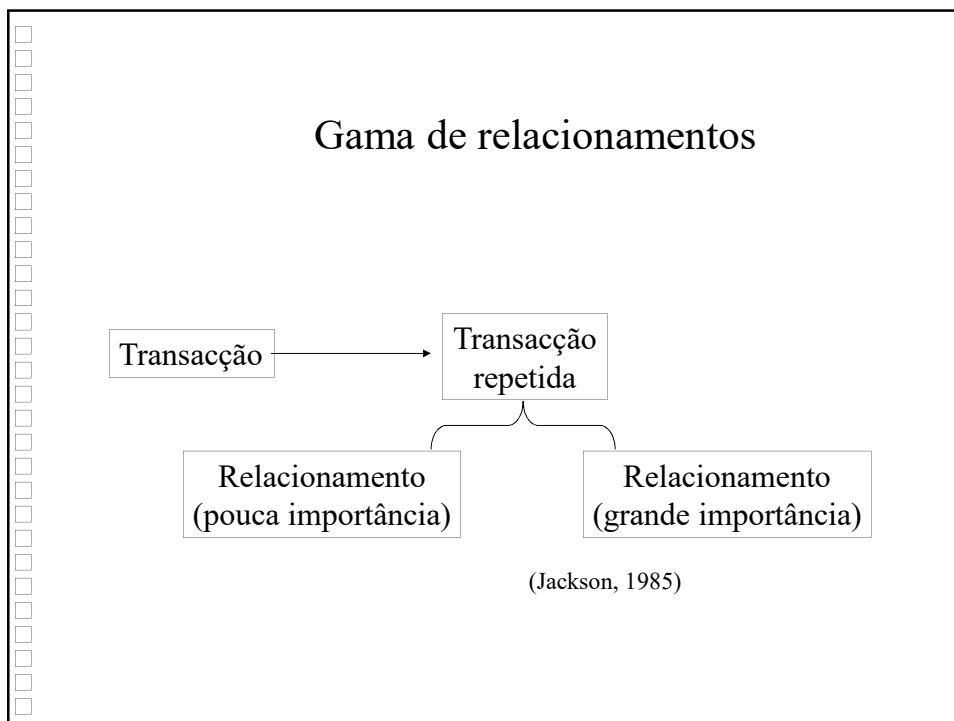 Gama de relacionamentos
Transacção
Transacção
repetida
Relacionamento
(pouca importância)
Relacionamento
(grande importância)
(Jackson, 1985)